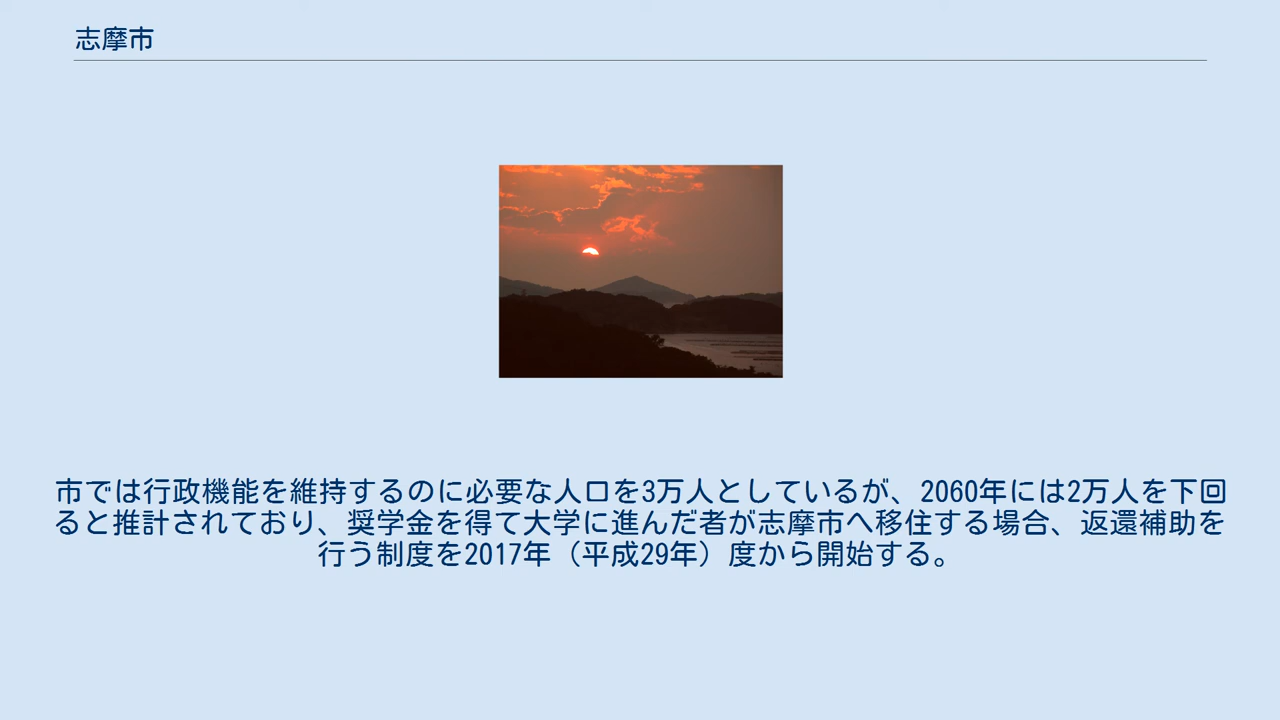 志摩市
市では行政機能を維持するのに必要な人口を3万人としているが、2060年には2万人を下回
ると推計されており、奨学金を得て大学に進んだ者が志摩市へ移住する場合、返還補助を
行う制度を2017年（平成29年）度から開始する。